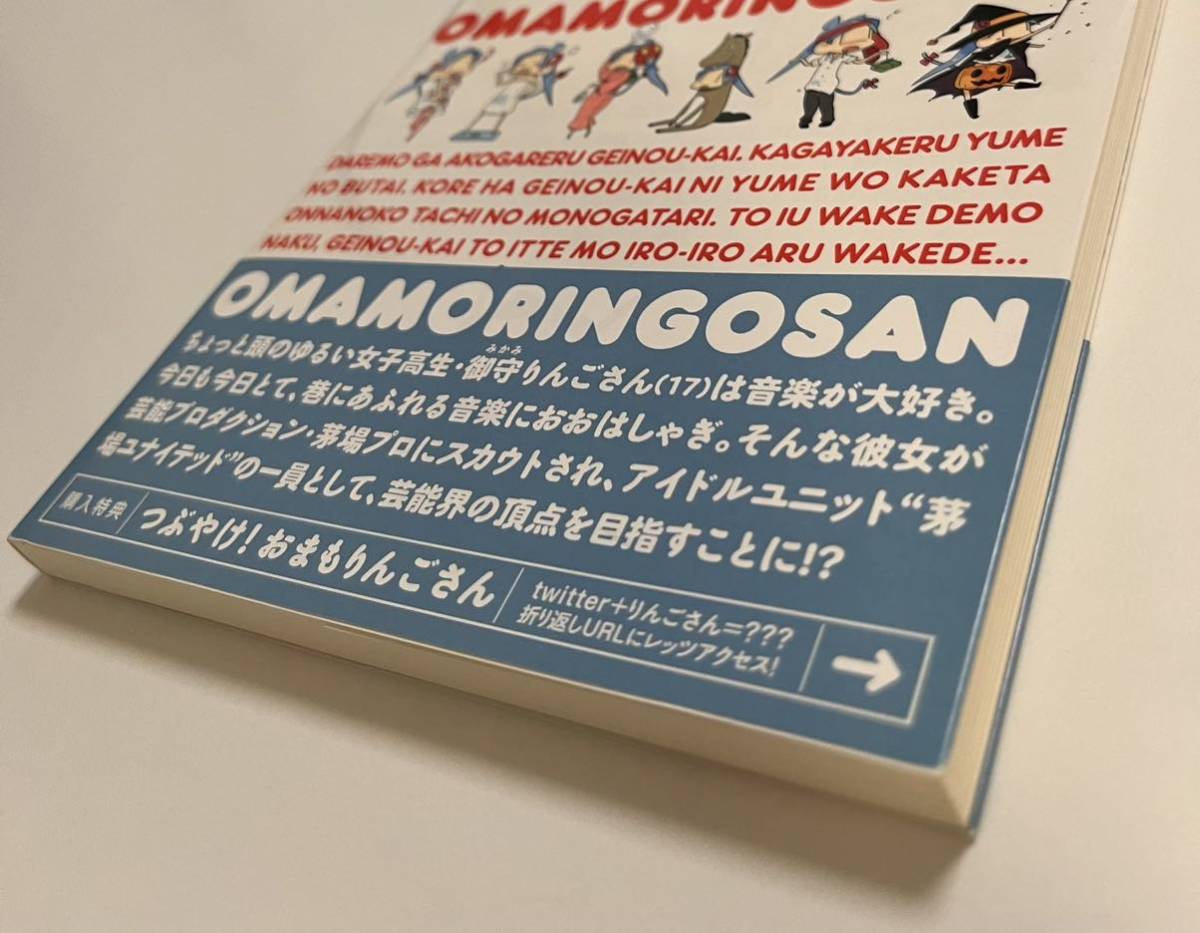 OMAMORINGOS
DAREMO GA AKOGARERU GEINOU-KAI. KAGAYAKERU YUME
NO BUTAI. KORE HA GEINOU-KAI NI YUME WO KAKETA
ONNANOKO TACHI NO MONOGATARI. TO IU WAKE DEMO
NAKU, GEINOU-KAI TO ITTE MO IRO-IRO ARU WAKEDE...
OMAMORINGOSAN
みかみ
ちょっと頭のゆるい女子高生・御守りんごさん(17)は音楽が大好き。
今日も今日とて、巷にあふれる音楽におおはしゃぎ。そんな彼女が
芸能プロダクション・茅場プロにスカウトされ、アイドルユニット“茅
場ユナイテッド”の一員として、芸能界の頂点を目指すことに!?
購入特典 つぶやけ!おまもりんごさん
twitter+りんごさん=???
折り返しURLにレッツアクセス!
→